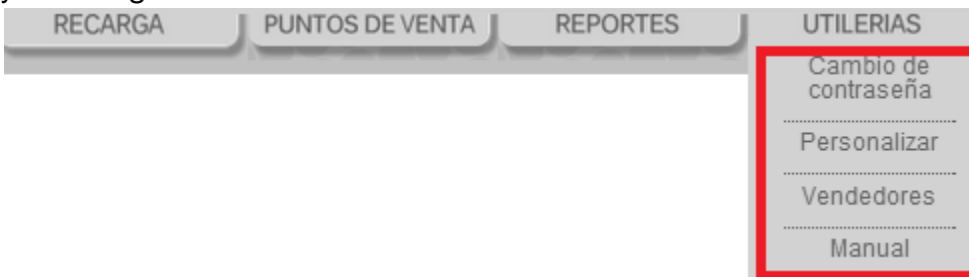 RECARGA PUNTOS DE VENTA REPORTES UTILERIAS
Cambio de
contraseña
Personalizar
Vendedores
Manual